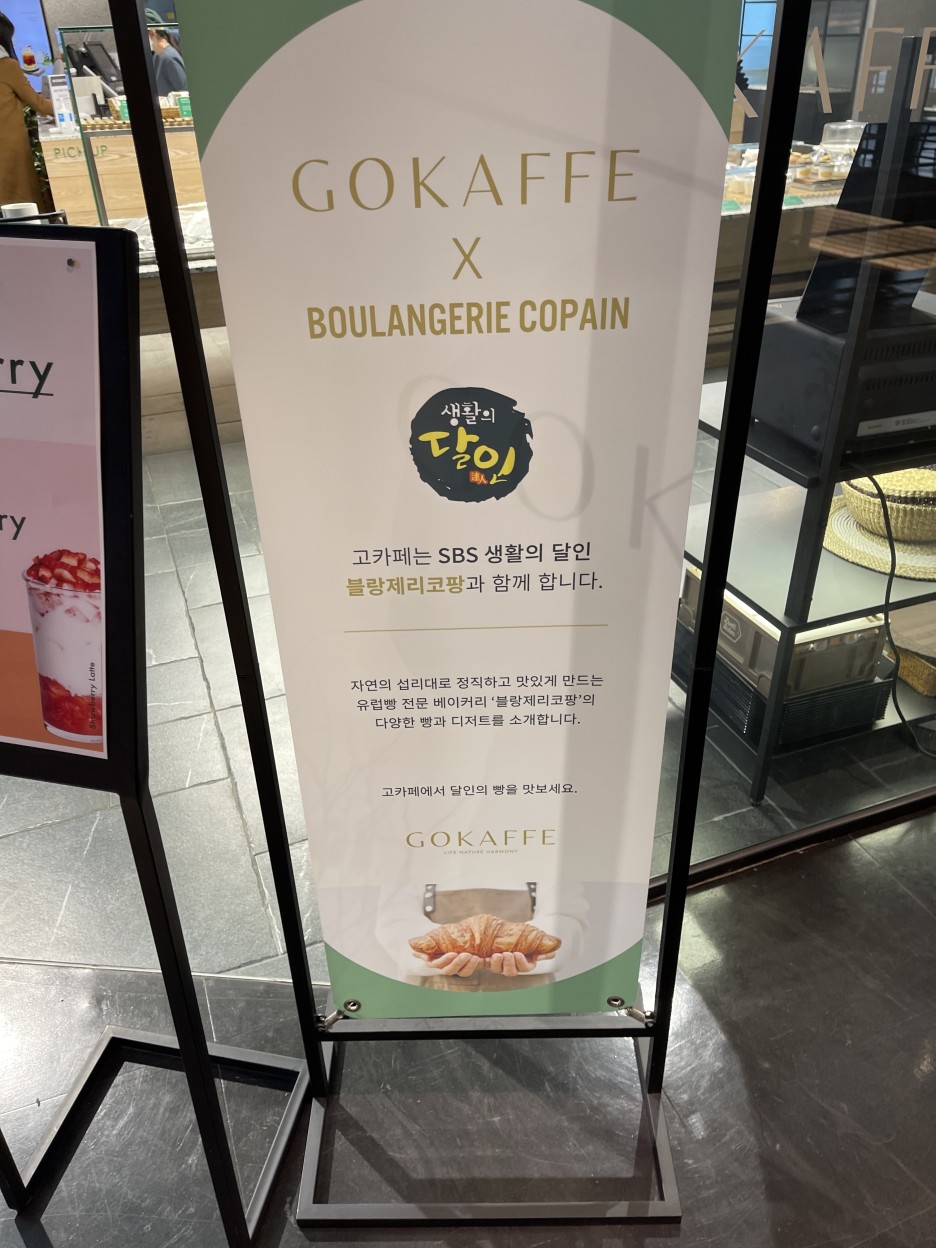 GOKAFFE
X
BOULANGERIE COPAIN
생활의
달인
達人
고카페는 SBS 생활의 달인
블랑제리코팡과 함께 합니다.
자연의 섭리대로 정직하고 맛있게 만드는
유럽빵 전문 베이커리 ‘블랑제리코팡’의
다양한 빵과 디저트를 소개합니다.
고카페에서 달인의 빵을 맛보세요.
GOKAFFE
LIFE NATURE HARMONY
PICK UP
Strawberry Latte